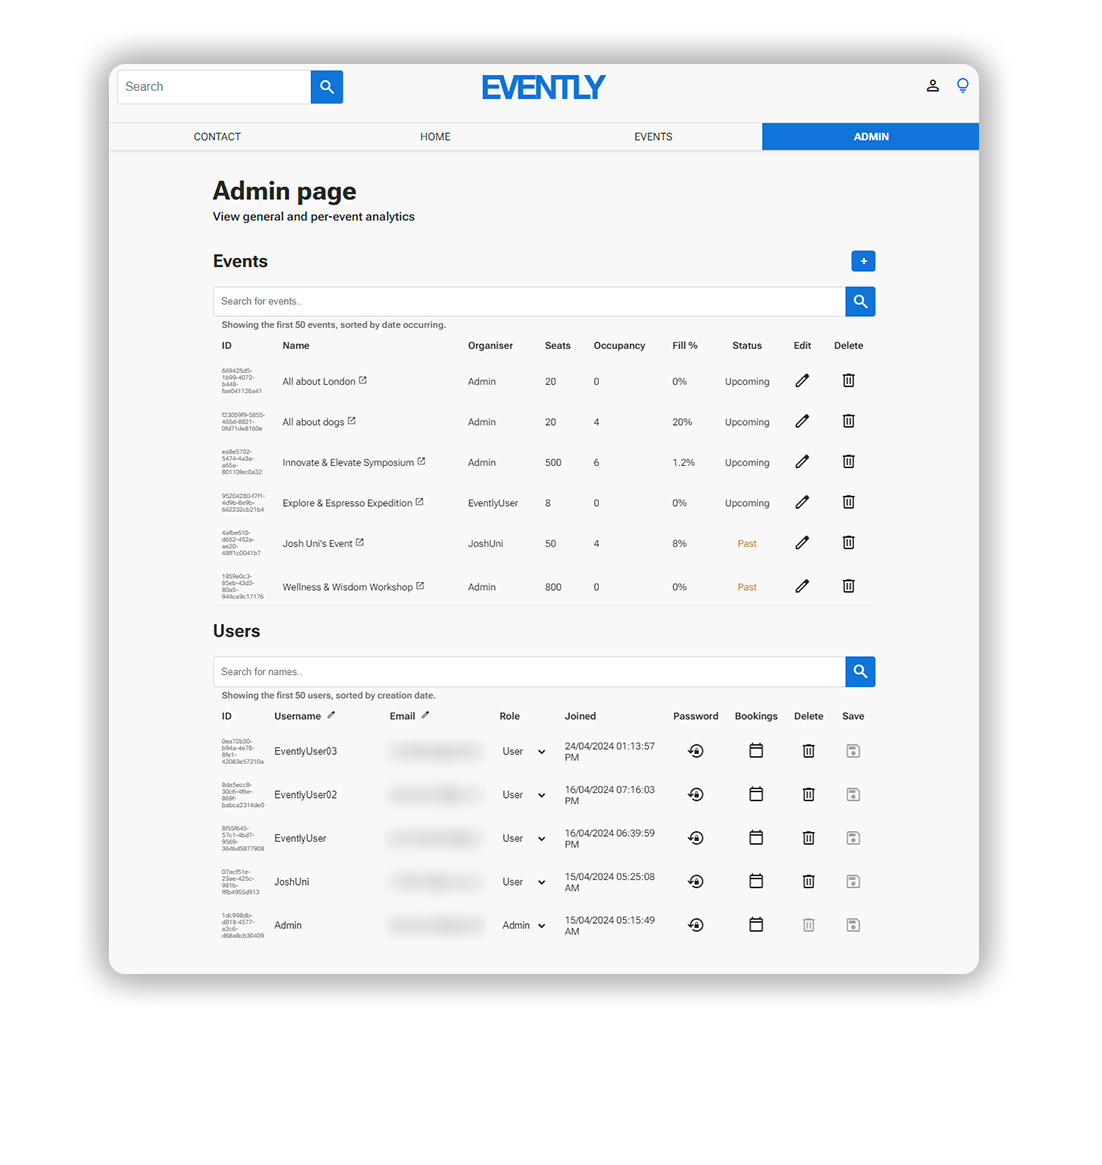 Search
EVENTLY
CONTACT HOME EVENTS ADMIN
Admin page
View general and per-event analytics
Events
+
Search for events..
Showing the first 50 events, sorted by date occurring.
ID Name Organiser Seats Occupancy Fill % Status Edit Delete
669425d5-
1b99-4072-
b448-
fae041126a41
All about London Admin 20 0 0% Upcoming
f23059f9-5855-
465d-8821-
0fd71de8160e
All about dogs Admin 20 4 20% Upcoming
ea8e5702-
5474-4a3a-
a65a-
80110fec0a32
Innovate & Elevate Symposium Admin 500 6 1.2% Upcoming
95204280-f7f1-
4d9b-8e9b-
662232cb21b4
Explore & Espresso Expedition EventlyUser 8 0 0% Upcoming
4afbe610-
d652-452a-
ae20-
48ff1c0041b7
Josh Uni's Event JoshUni 50 4 8% Past
1859e0c3-
85eb-43d3-
80a5-
944ca9c17176
Wellness & Wisdom Workshop Admin 800 0 0% Past
Users
Search for names..
Showing the first 50 users, sorted by creation date.
ID Username Email Role Joined Password Bookings Delete Save
0ea72b30-
b94a-4e78-
8fe1-
42083e57210a
EventlyUser03 User 24/04/2024 01:13:57
PM
8da5ecc8-
30c6-4f6e-
869f-
babca2314de0
EventlyUser02 User 16/04/2024 07:16:03
PM
8f55f645-
57c1-4bd7-
9569-
364bd5877908
EventlyUser User 16/04/2024 06:39:59
PM
07acf51e-
23ae-425c-
981b-
fffb4955d913
JoshUni User 15/04/2024 05:25:08
AM
1dc998db-
d818-4577-
a2c6-
d68a8cb30409
Admin Admin 15/04/2024 05:15:49
AM